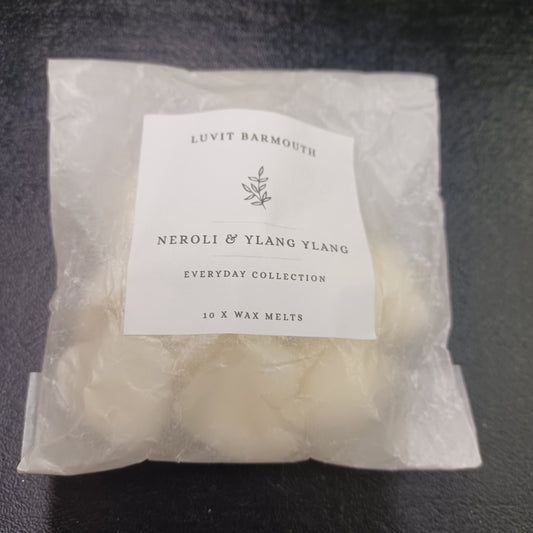 LUVIT BARMOUTH
NEROLI & YLANG YLANG
EVERYDAY COLLECTION
10 X WAX MELTS